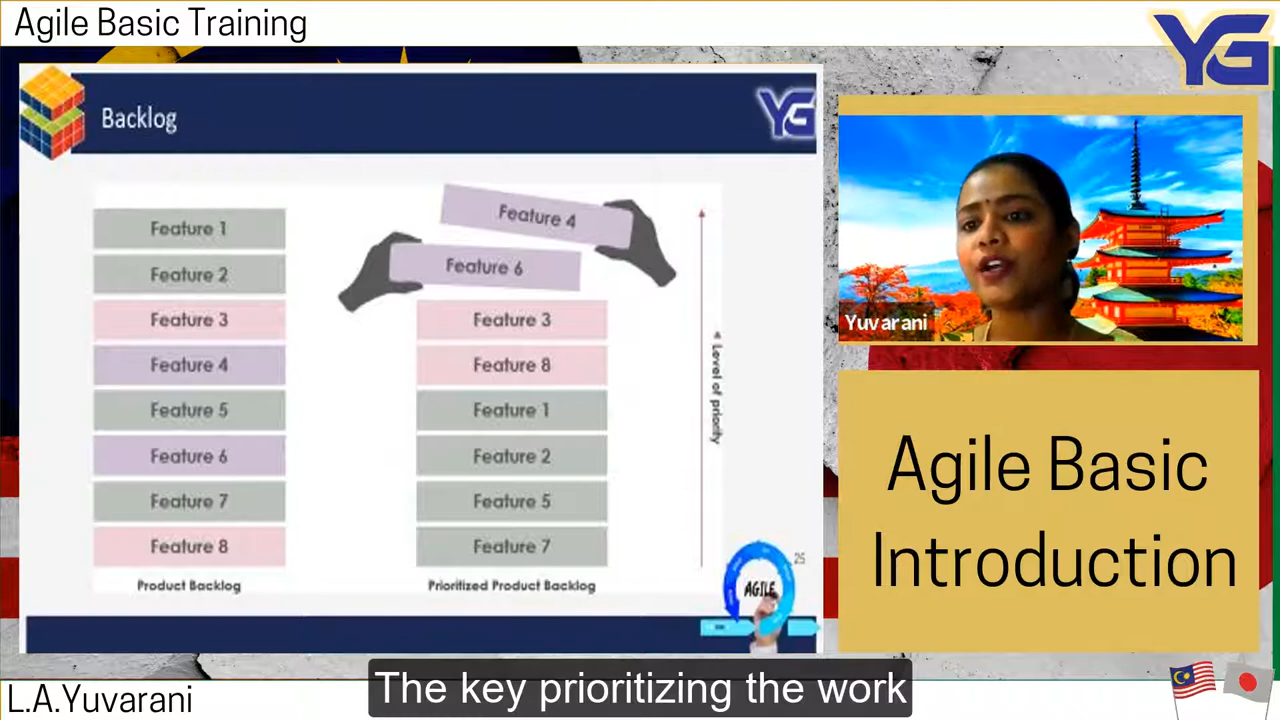 Agile Basic Training
YG
Backlog
YG
Feature 1
Feature 2
Feature 3
Feature 4
Feature 5
Feature 6
Feature 7
Feature 8
Product Backlog
Feature 4
Feature 6
Feature 3
Feature 8
Feature 1
Feature 2
Feature 5
Feature 7
Prioritized Product Backlog
Level of priority
25
AGILE
Yuvarani
Agile Basic
Introduction
The key prioritizing the work
L.A.Yuvarani